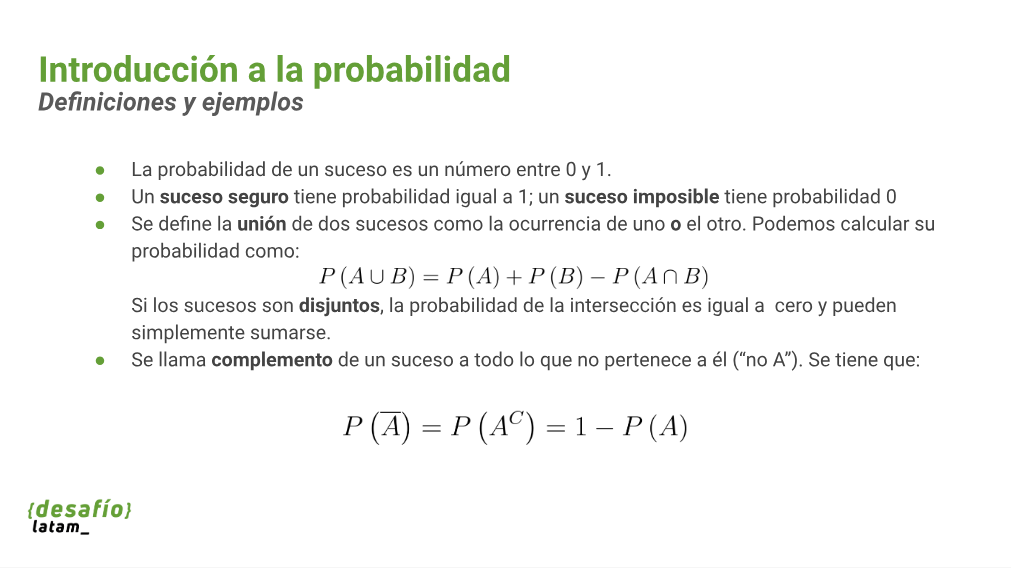 Introducción a la probabilidad
Definiciones y ejemplos
● La probabilidad de un suceso es un número entre 0 y 1.
● Un suceso seguro tiene probabilidad igual a 1; un suceso imposible tiene probabilidad 0
● Se define la unión de dos sucesos como la ocurrencia de uno o el otro. Podemos calcular su
probabilidad como:
P (A ∪ B) = P (A) + P (B) − P (A ∩ B)
Si los sucesos son disjuntos, la probabilidad de la intersección es igual a  cero y pueden
simplemente sumarse.
● Se llama complemento de un suceso a todo lo que no pertenece a él (“no A”). Se tiene que:
P (A̅) = P (Aᶜ) = 1 − P (A)
{desafío}
latam_